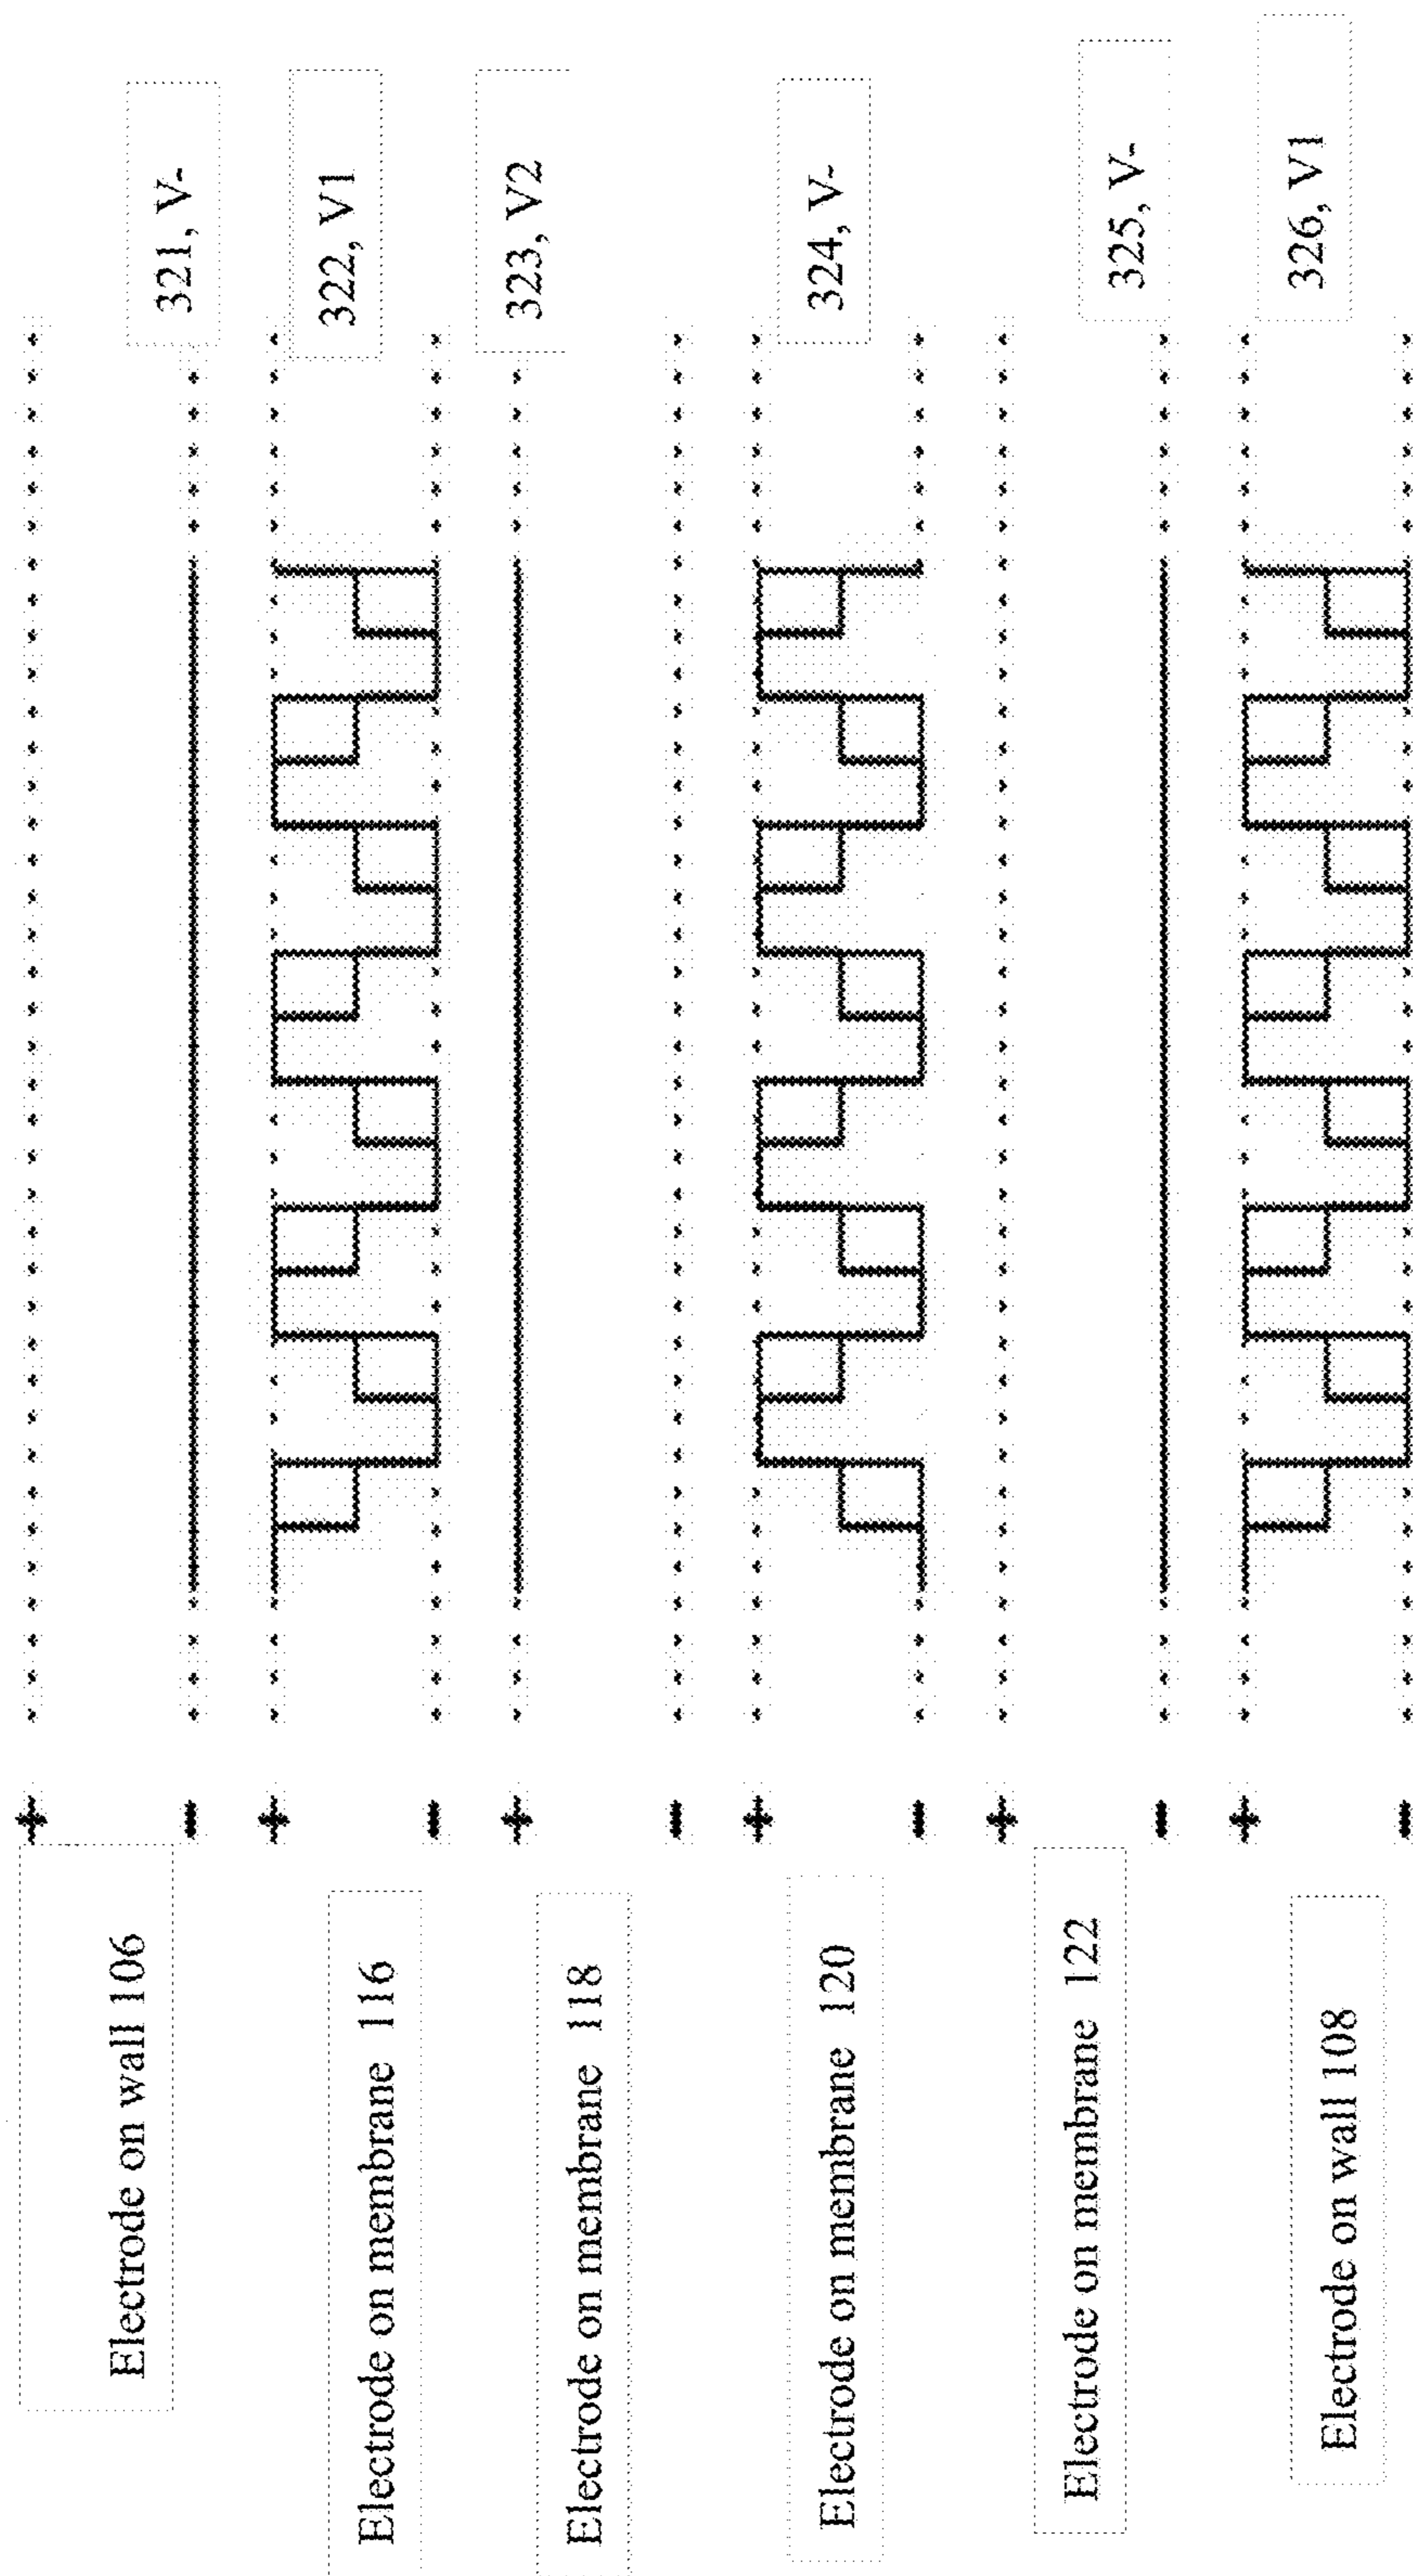 Electrode on wall 106
+
-
321, V-
Electrode on membrane 116
+
-
322, V1
Electrode on membrane 118
+
-
323, V2
Electrode on membrane 120
+
-
324, V-
Electrode on membrane 122
+
-
325, V-
Electrode on wall 108
+
-
326, V1